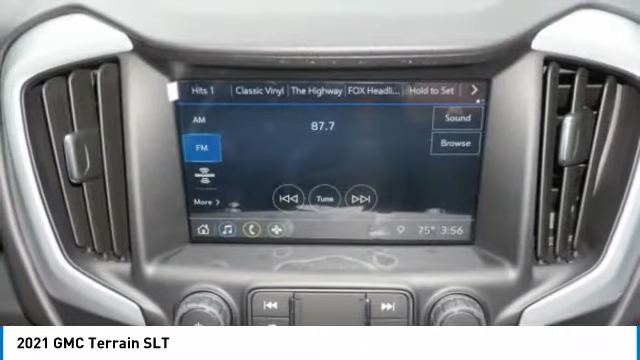 Hits 1 Classic Vinyl The Highway FOX Headli... Hold to Set
AM
87.7
Sound
FM
Browse
More
Tune
75° 3:56
2021 GMC Terrain SLT